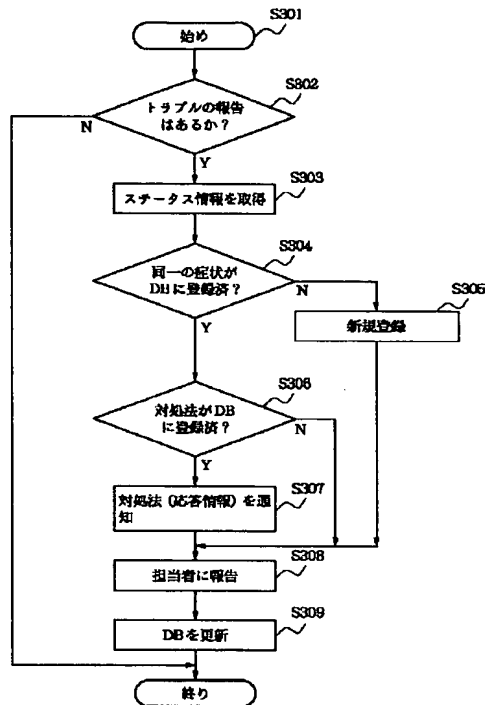 S301
始め
S302
トラブルの報告
はあるか？
N
Y
S303
ステータス情報を取得
S304
同一の症状が
DBに登録済？
N
Y
S305
新規登録
S306
対処法がDB
に登録済？
N
Y
S307
対処法（応答情報）を通
知
S308
担当者に報告
S309
DBを更新
終り